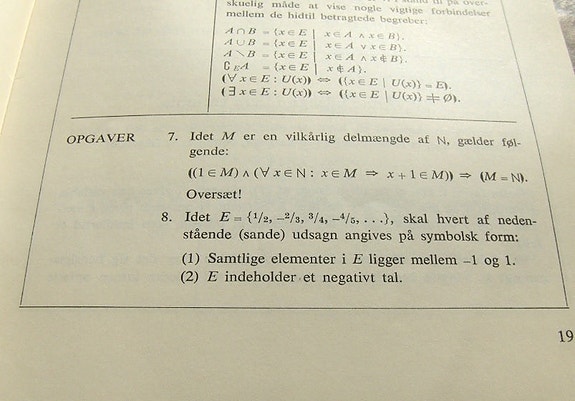 skuelig måde at vise nogle vigtige forbindelser
mellem de hidtil betragtede begreber:
A ∩ B = {x ∈ E | x ∈ A ∧ x ∈ B}.
A ∪ B = {x ∈ E | x ∈ A ∨ x ∈ B}.
A ∖ B = {x ∈ E | x ∈ A ∧ x ∉ B}.
∁_E A = {x ∈ E | x ∉ A}.
(∀ x ∈ E : U(x)) ⇔ ({x ∈ E | U(x)} = E).
(∃ x ∈ E : U(x)) ⇔ ({x ∈ E | U(x)} ≠ Ø).
OPGAVER 7. Idet M er en vilkårlig delmængde af ℕ, gælder føl-
gende:
((1 ∈ M) ∧ (∀ x ∈ ℕ : x ∈ M ⇒ x + 1 ∈ M)) ⇒ (M = ℕ).
Oversæt!
8. Idet E = {1/2, −2/3, 3/4, −4/5, . . .}, skal hvert af neden-
stående (sande) udsagn angives på symbolsk form:
(1) Samtlige elementer i E ligger mellem −1 og 1.
(2) E indeholder et negativt tal.
19